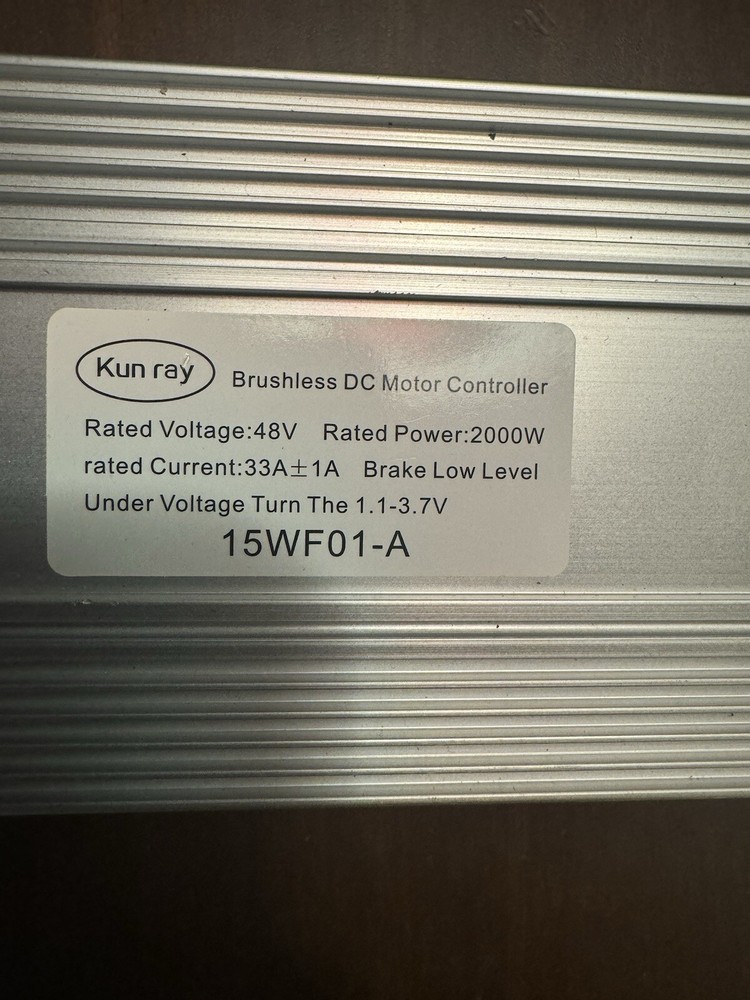 Kun ray Brushless DC Motor Controller
Rated Voltage:48V Rated Power:2000W
rated Current:33A±1A Brake Low Level
Under Voltage Turn The 1.1-3.7V
15WF01-A